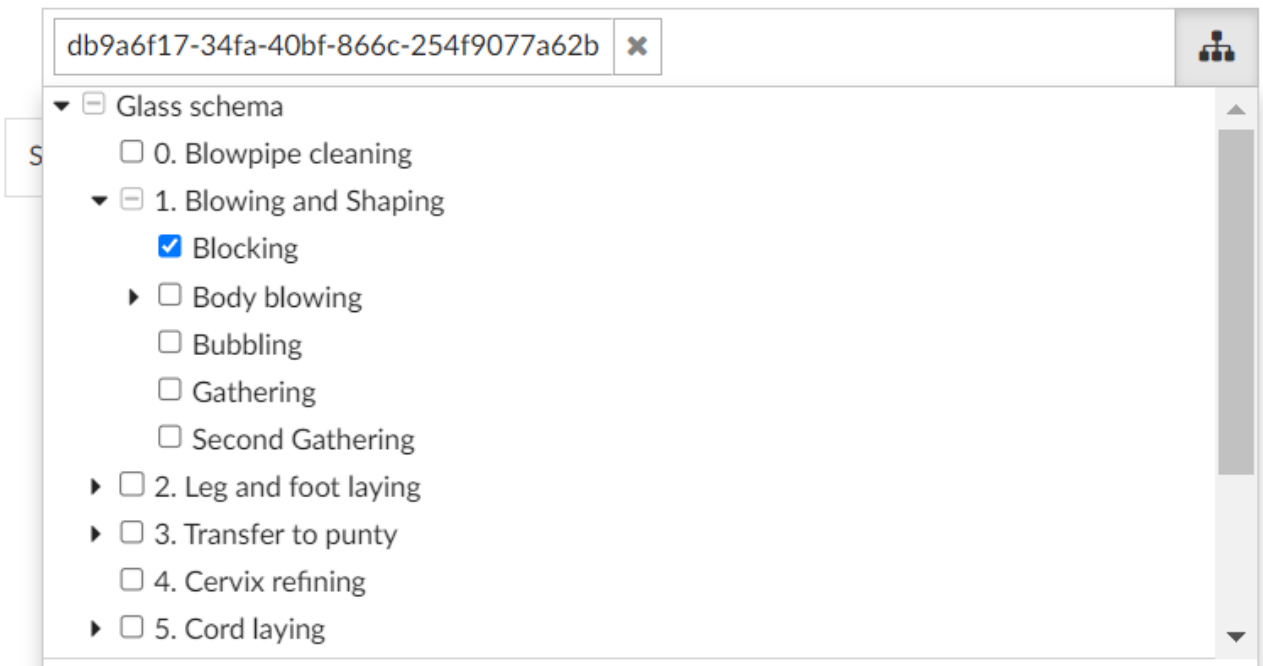 db9a6f17-34fa-40bf-866c-254f9077a62b
Glass schema
0. Blowpipe cleaning
S
1. Blowing and Shaping
Blocking
Body blowing
Bubbling
Gathering
Second Gathering
2. Leg and foot laying
3. Transfer to punty
4. Cervix refining
5. Cord laying